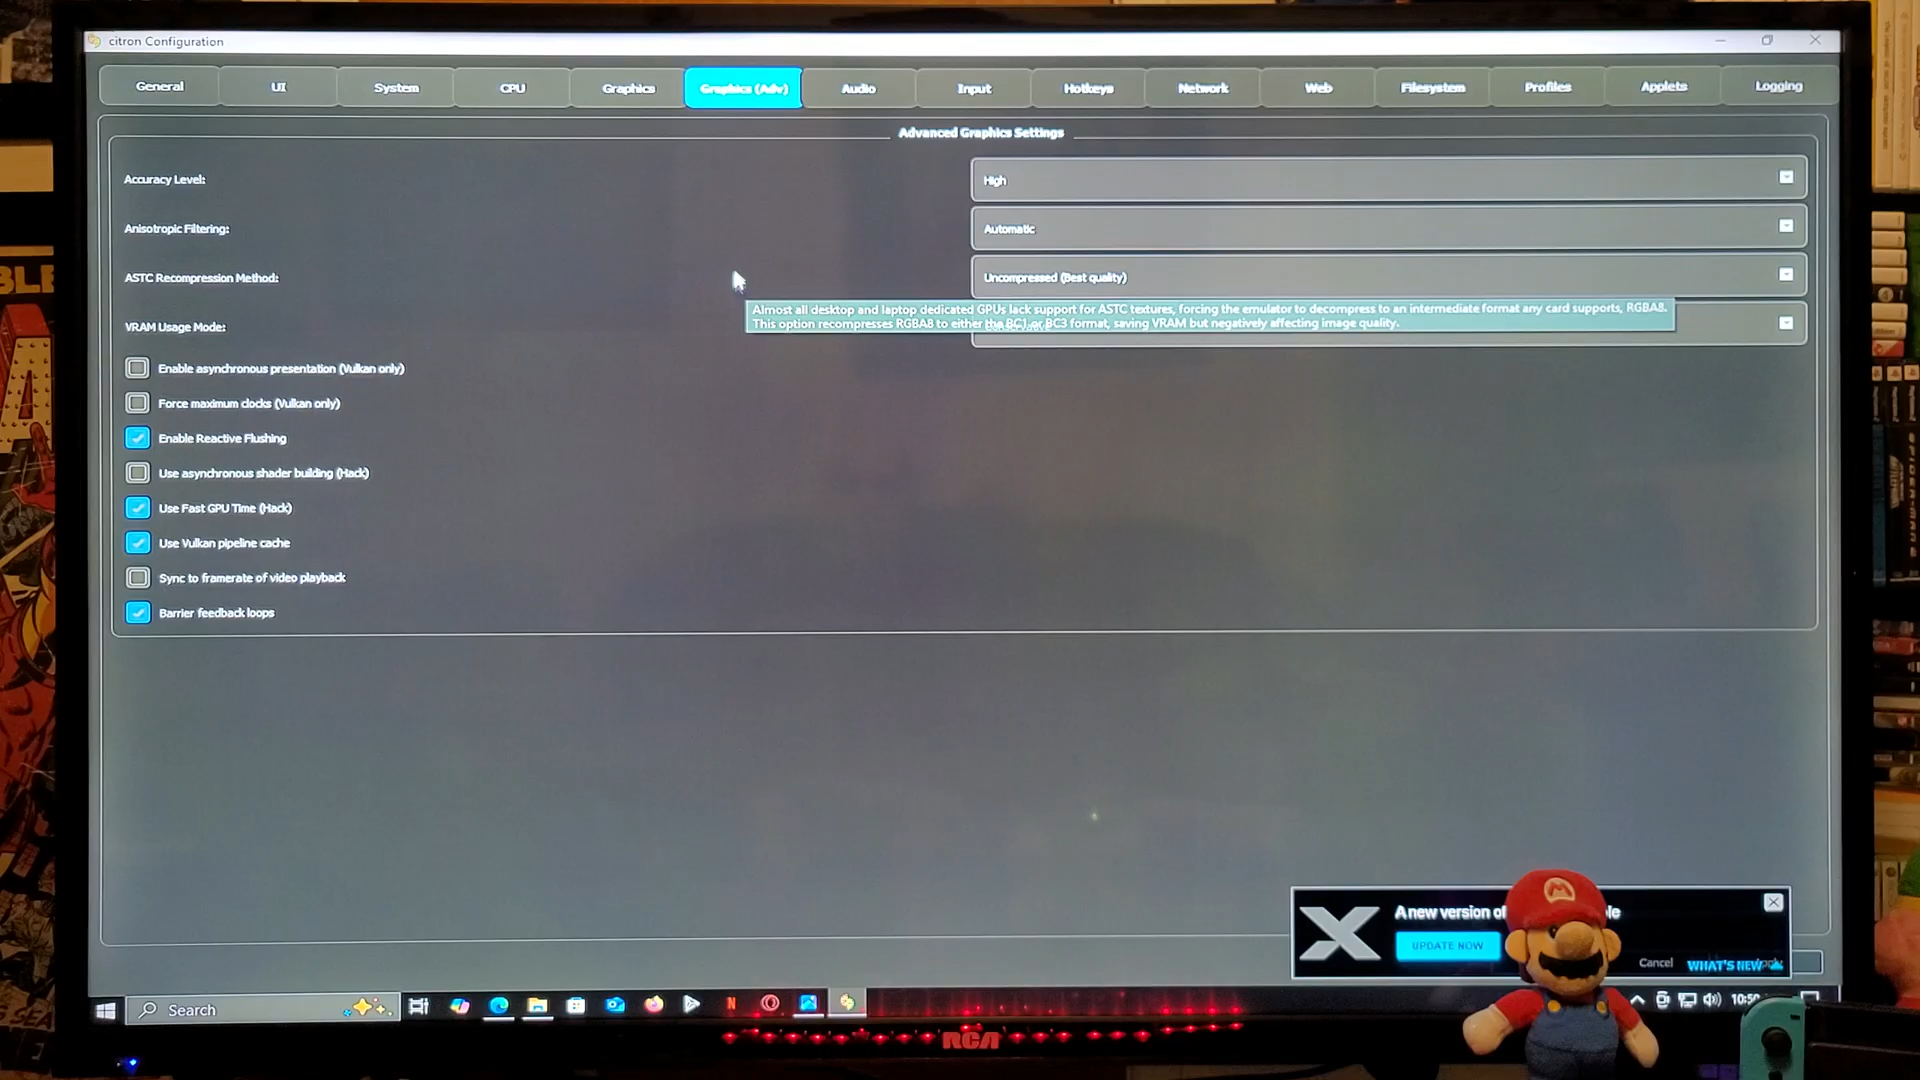 citron Configuration
General
UI
System
CPU
Graphics
Graphics (Adv)
Audio
Input
Hotkeys
Network
Web
Filesystem
Profiles
Applets
Logging
Advanced Graphics Settings
Accuracy Level:
High
Anisotropic Filtering:
Automatic
ASTC Recompression Method:
Uncompressed (Best quality)
Almost all desktop and laptop dedicated GPUs lack support for ASTC textures, forcing the emulator to decompress to an intermediate format any card supports, RGBA8.
This option recompresses RGBA8 to either the BC1 or BC3 format, saving VRAM but negatively affecting image quality.
VRAM Usage Mode:
Enable asynchronous presentation (Vulkan only)
Force maximum clocks (Vulkan only)
Enable Reactive Flushing
Use asynchronous shader building (Hack)
Use Fast GPU Time (Hack)
Use Vulkan pipeline cache
Sync to framerate of video playback
Barrier feedback loops
A new version of
UPDATE NOW
Cancel
WHAT'S NEW
Search
RCA
M